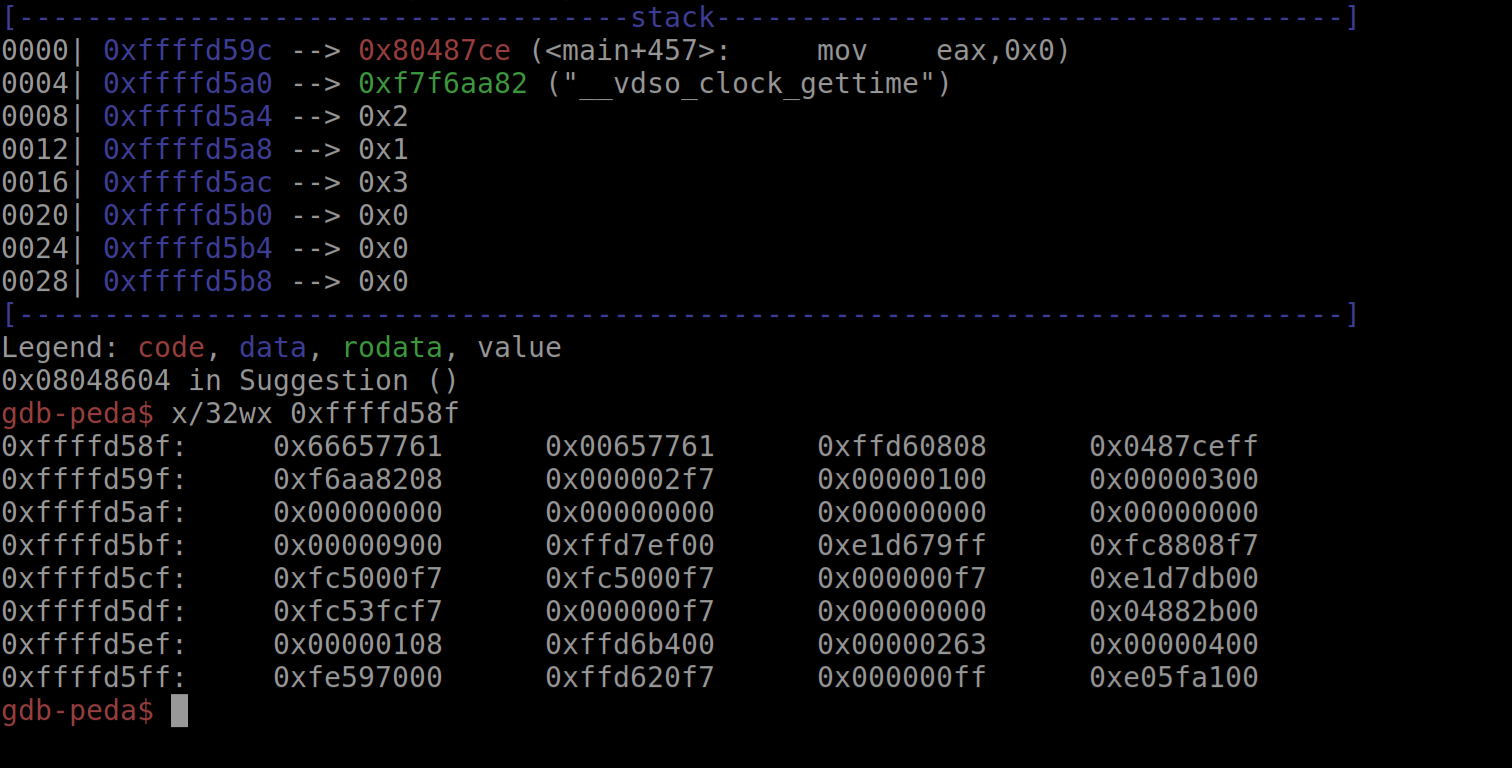 [------------------------------------stack-------------------------------------]
0000| 0xffffd59c --> 0x80487ce (<main+457>:     mov    eax,0x0)
0004| 0xffffd5a0 --> 0xf7f6aa82 ("__vdso_clock_gettime")
0008| 0xffffd5a4 --> 0x2
0012| 0xffffd5a8 --> 0x1
0016| 0xffffd5ac --> 0x3
0020| 0xffffd5b0 --> 0x0
0024| 0xffffd5b4 --> 0x0
0028| 0xffffd5b8 --> 0x0
[------------------------------------------------------------------------------]
Legend: code, data, rodata, value
0x08048604 in Suggestion ()
gdb-peda$ x/32wx 0xffffd58f
0xffffd58f:     0x66657761      0x00657761      0xffd60808      0x0487ceff
0xffffd59f:     0xf6aa8208      0x000002f7      0x00000100      0x00000300
0xffffd5af:     0x00000000      0x00000000      0x00000000      0x00000000
0xffffd5bf:     0x00000900      0xffd7ef00      0xe1d679ff      0xfc8808f7
0xffffd5cf:     0xfc5000f7      0xfc5000f7      0x000000f7      0xe1d7db00
0xffffd5df:     0xfc53fcf7      0x000000f7      0x00000000      0x04882b00
0xffffd5ef:     0x00000108      0xffd6b400      0x00000263      0x00000400
0xffffd5ff:     0xfe597000      0xffd620f7      0x000000ff      0xe05fa100
gdb-peda$